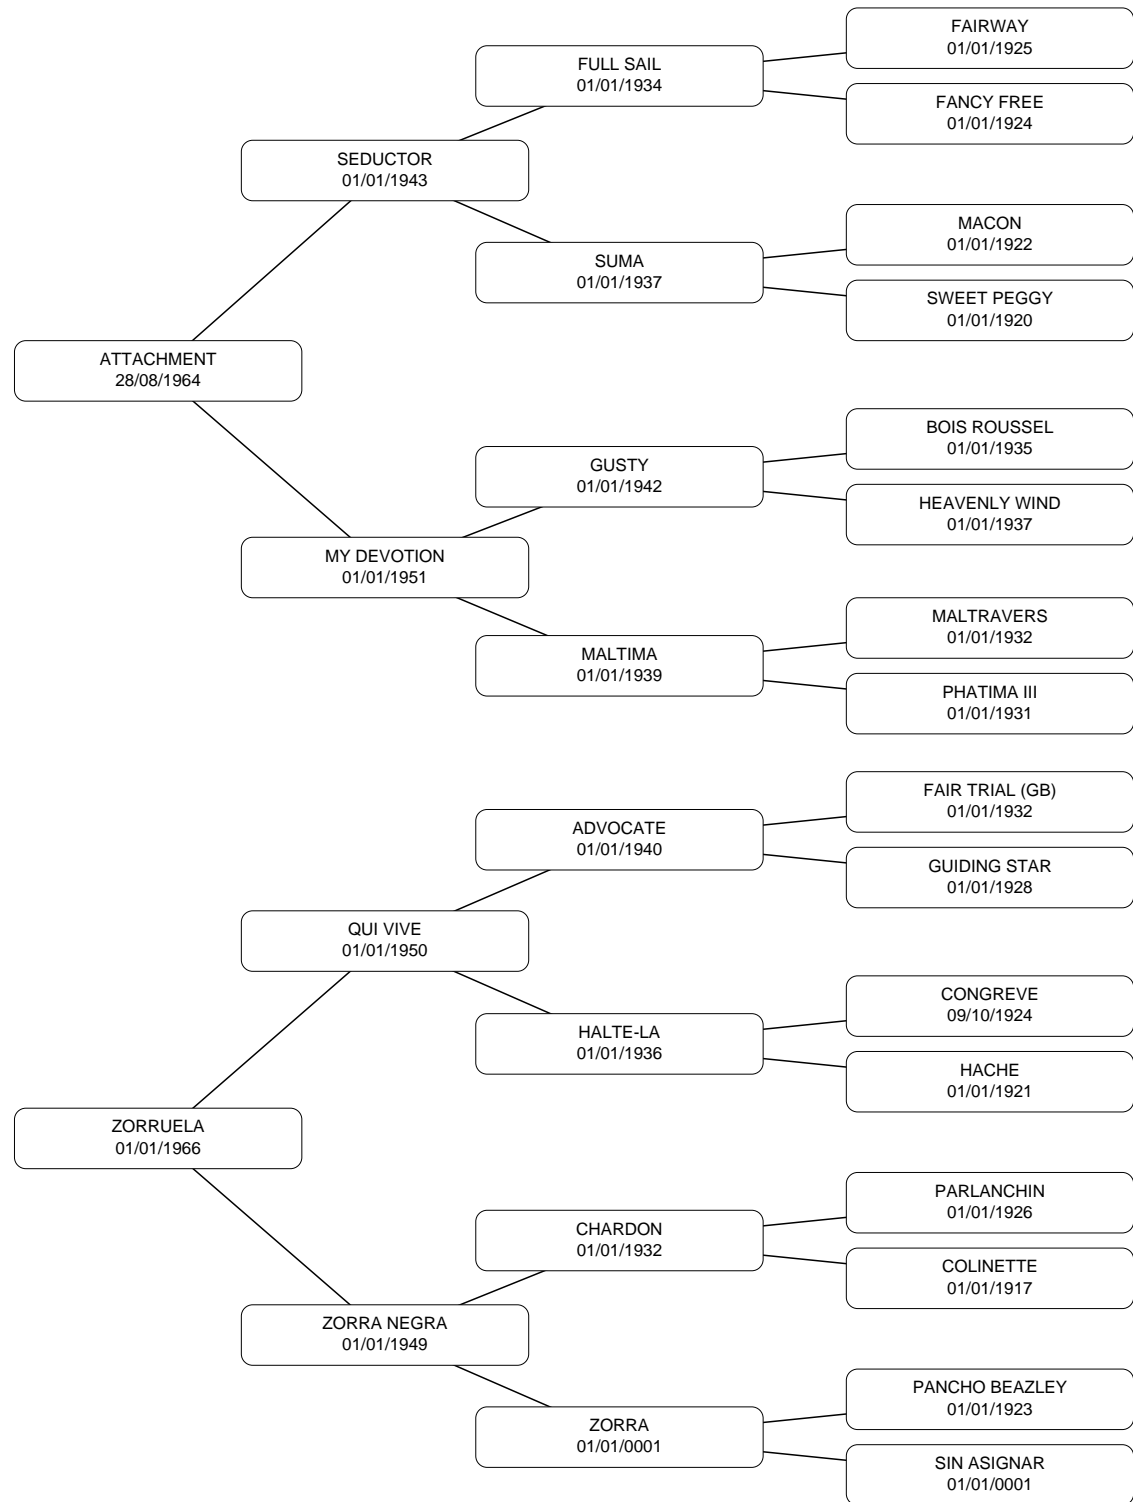 FAIRWAY
01/01/1925
FULL SAIL
01/01/1934
FANCY FREE
01/01/1924
SEDUCTOR
01/01/1943
MACON
01/01/1922
SUMA
01/01/1937
SWEET PEGGY
01/01/1920
ATTACHMENT
28/08/1964
BOIS ROUSSEL
01/01/1935
GUSTY
01/01/1942
HEAVENLY WIND
01/01/1937
MY DEVOTION
01/01/1951
MALTRAVERS
01/01/1932
MALTIMA
01/01/1939
PHATIMA III
01/01/1931
FAIR TRIAL (GB)
01/01/1932
ADVOCATE
01/01/1940
GUIDING STAR
01/01/1928
QUI VIVE
01/01/1950
CONGREVE
09/10/1924
HALTE-LA
01/01/1936
HACHE
01/01/1921
ZORRUELA
01/01/1966
PARLANCHIN
01/01/1926
CHARDON
01/01/1932
COLINETTE
01/01/1917
ZORRA NEGRA
01/01/1949
PANCHO BEAZLEY
01/01/1923
ZORRA
01/01/0001
SIN ASIGNAR
01/01/0001